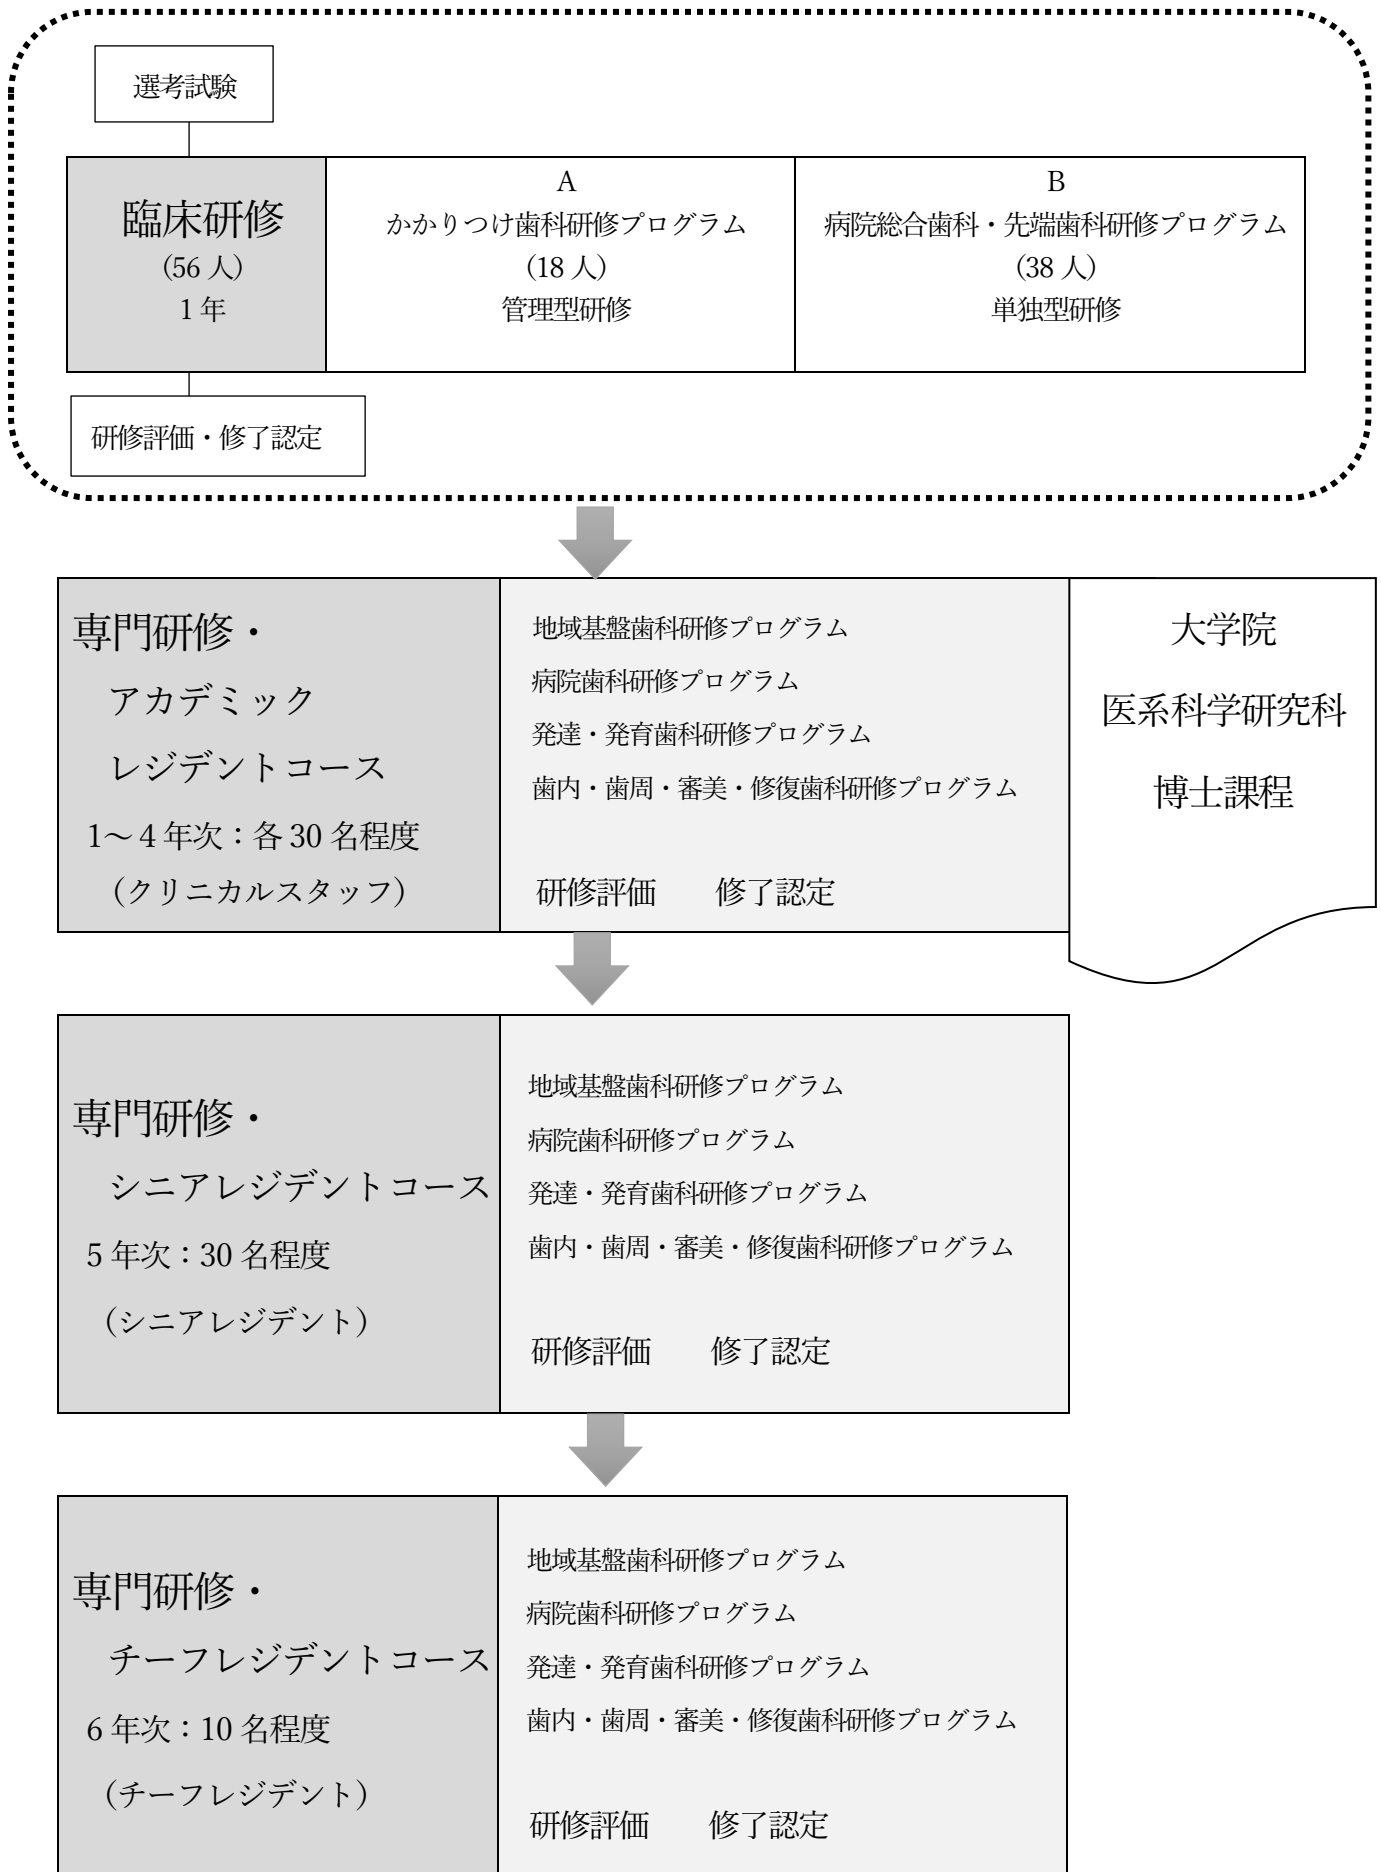 選考試験
臨床研修
（56 人）
1 年
A
かかりつけ歯科研修プログラム
（18 人）
管理型研修
B
病院総合歯科・先端歯科研修プログラム
（38 人）
単独型研修
研修評価・修了認定
専門研修・
アカデミック
レジデントコース
1～4 年次：各 30 名程度
（クリニカルスタッフ）
地域基盤歯科研修プログラム
病院歯科研修プログラム
発達・発育歯科研修プログラム
歯内・歯周・審美・修復歯科研修プログラム
研修評価　　修了認定
大学院
医系科学研究科
博士課程
専門研修・
シニアレジデントコース
5 年次：30 名程度
（シニアレジデント）
地域基盤歯科研修プログラム
病院歯科研修プログラム
発達・発育歯科研修プログラム
歯内・歯周・審美・修復歯科研修プログラム
研修評価　　修了認定
専門研修・
チーフレジデントコース
6 年次：10 名程度
（チーフレジデント）
地域基盤歯科研修プログラム
病院歯科研修プログラム
発達・発育歯科研修プログラム
歯内・歯周・審美・修復歯科研修プログラム
研修評価　　修了認定